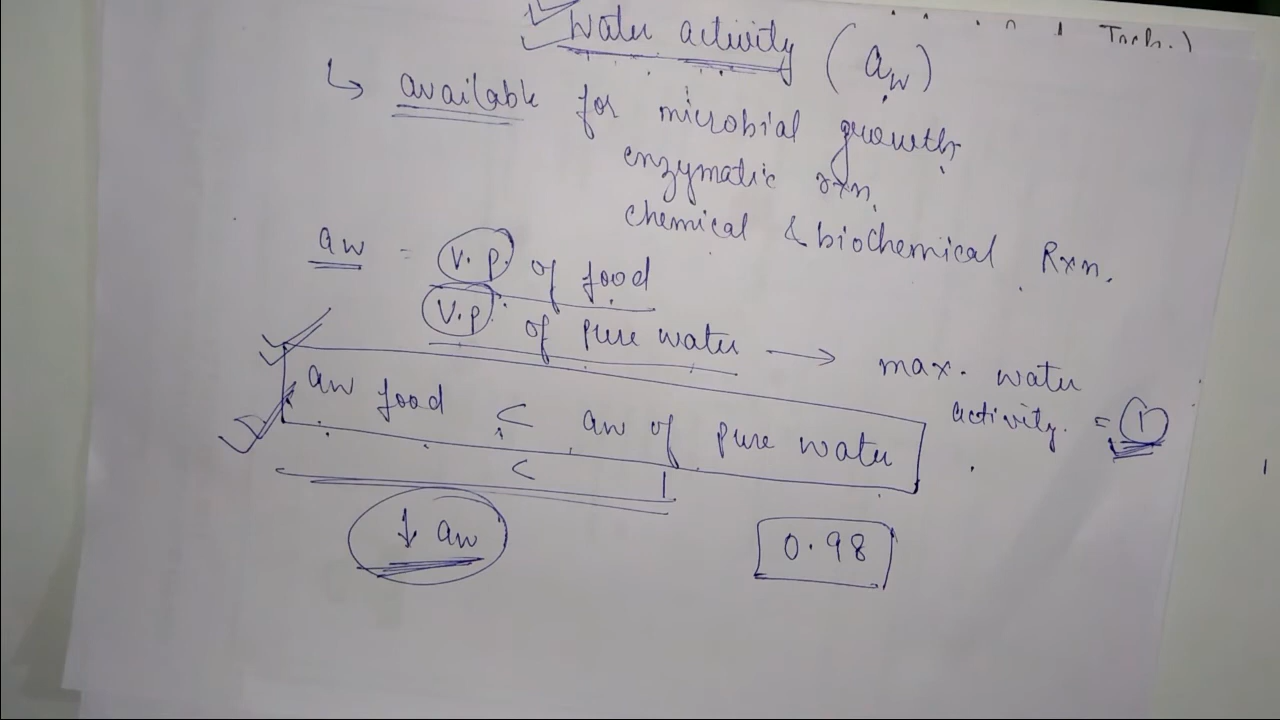 Water activity (aw)
↳ available for microbial growth
enzymatic rxn.
chemical & biochemical Rxn.
aw = V.p. of food
V.p of pure water → max. water
activity. = 1
aw food < aw of pure water
< 1
↓ aw
0.98